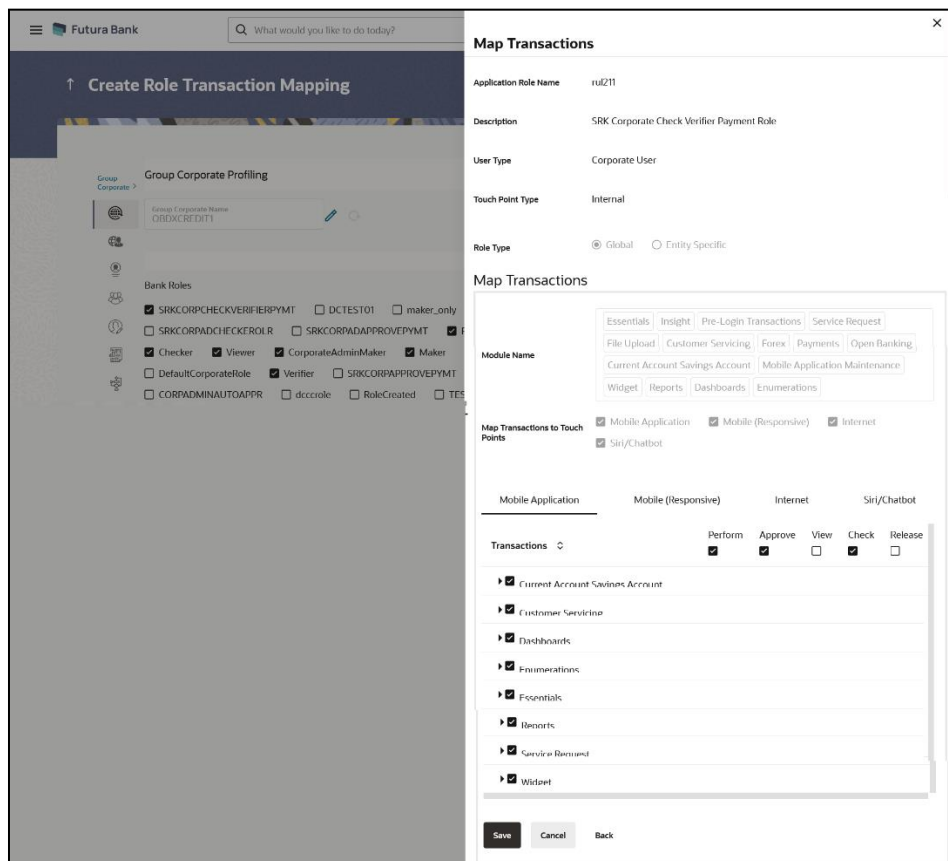 Futura Bank
What would you like to do today?
Create Role Transaction Mapping
Group Corporate >
Group Corporate Profiling
Group Corporate Name
OBDXCREDIT1
Bank Roles
SRKCORPCHECKVERIFIERPYMT DCTEST01 maker_only
SRKCORPADCHECKEROLR SRKCORPADAPPROVEPYMT
Checker Viewer CorporateAdminMaker Maker
DefaultCorporateRole Verifier SRKCORPAPPROVEPYMT
CORPADMINAUTOAPPR dcccrole RoleCreated TES
Map Transactions
Application Role Name rul211
Description SRK Corporate Check Verifier Payment Role
User Type Corporate User
Touch Point Type Internal
Role Type Global Entity Specific
Map Transactions
Module Name
Essentials Insight Pre-Login Transactions Service Request
File Upload Customer Servicing Forex Payments Open Banking
Current Account Savings Account Mobile Application Maintenance
Widget Reports Dashboards Enumerations
Map Transactions to Touch Points
Mobile Application Mobile (Responsive) Internet
Siri/Chatbot
Mobile Application Mobile (Responsive) Internet Siri/Chatbot
Transactions Perform Approve View Check Release
Current Account Savings Account
Customer Servicing
Dashboards
Enumerations
Essentials
Reports
Service Request
Widget
Save Cancel Back